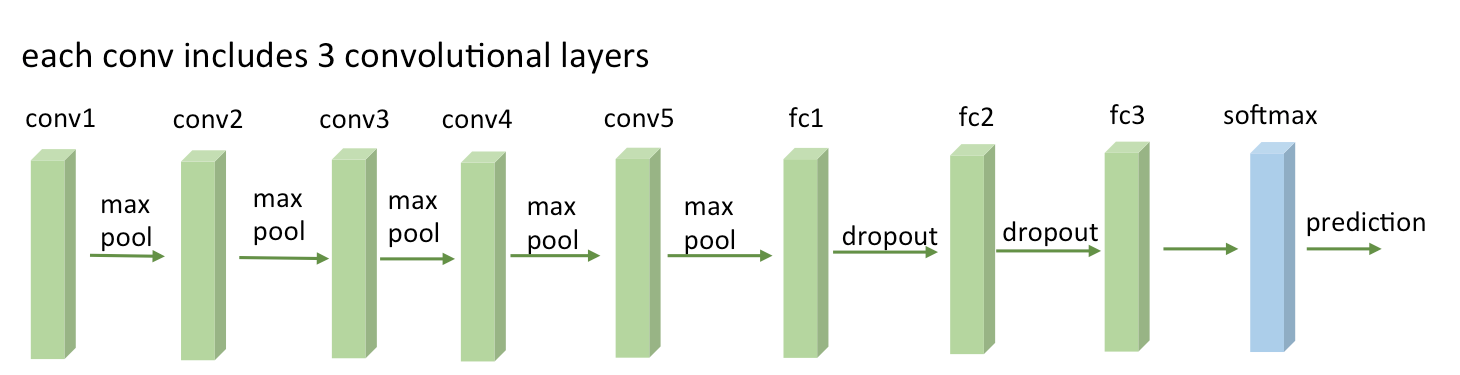 each conv includes 3 convolutional layers
conv1
conv2
conv3
conv4
conv5
fc1
fc2
fc3
softmax
max
pool
max
pool
max
pool
max
pool
max
pool
dropout
dropout
prediction